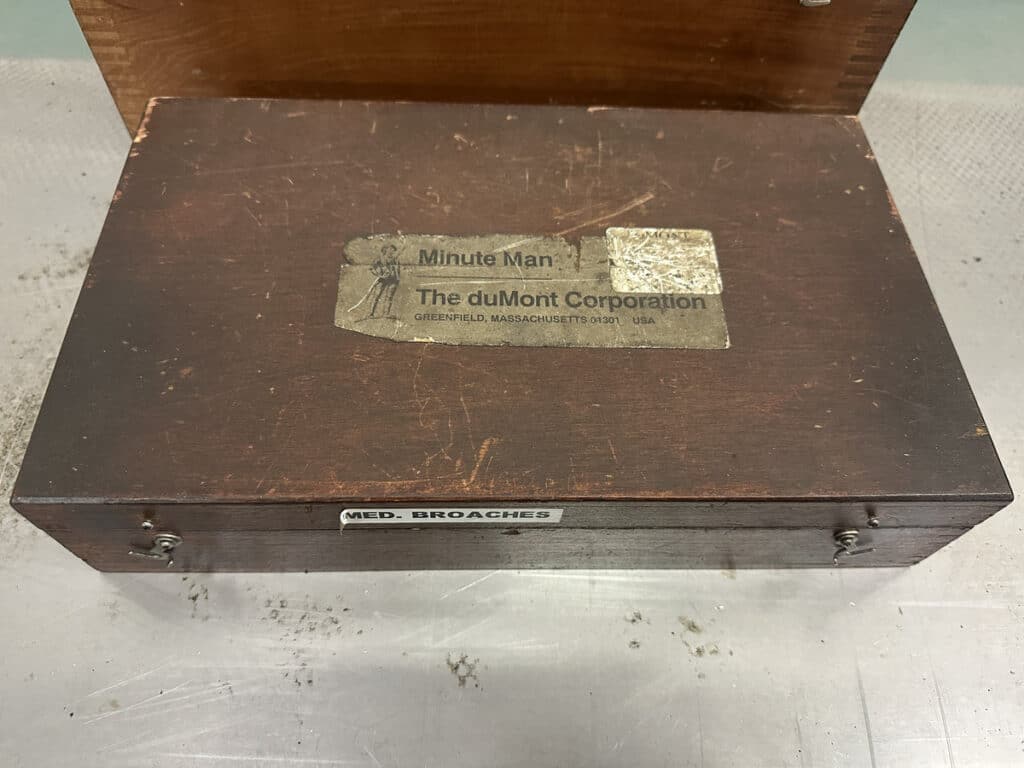 Minute Man
The duMont Corporation
GREENFIELD, MASSACHUSETTS 01301 USA
MED. BROACHES